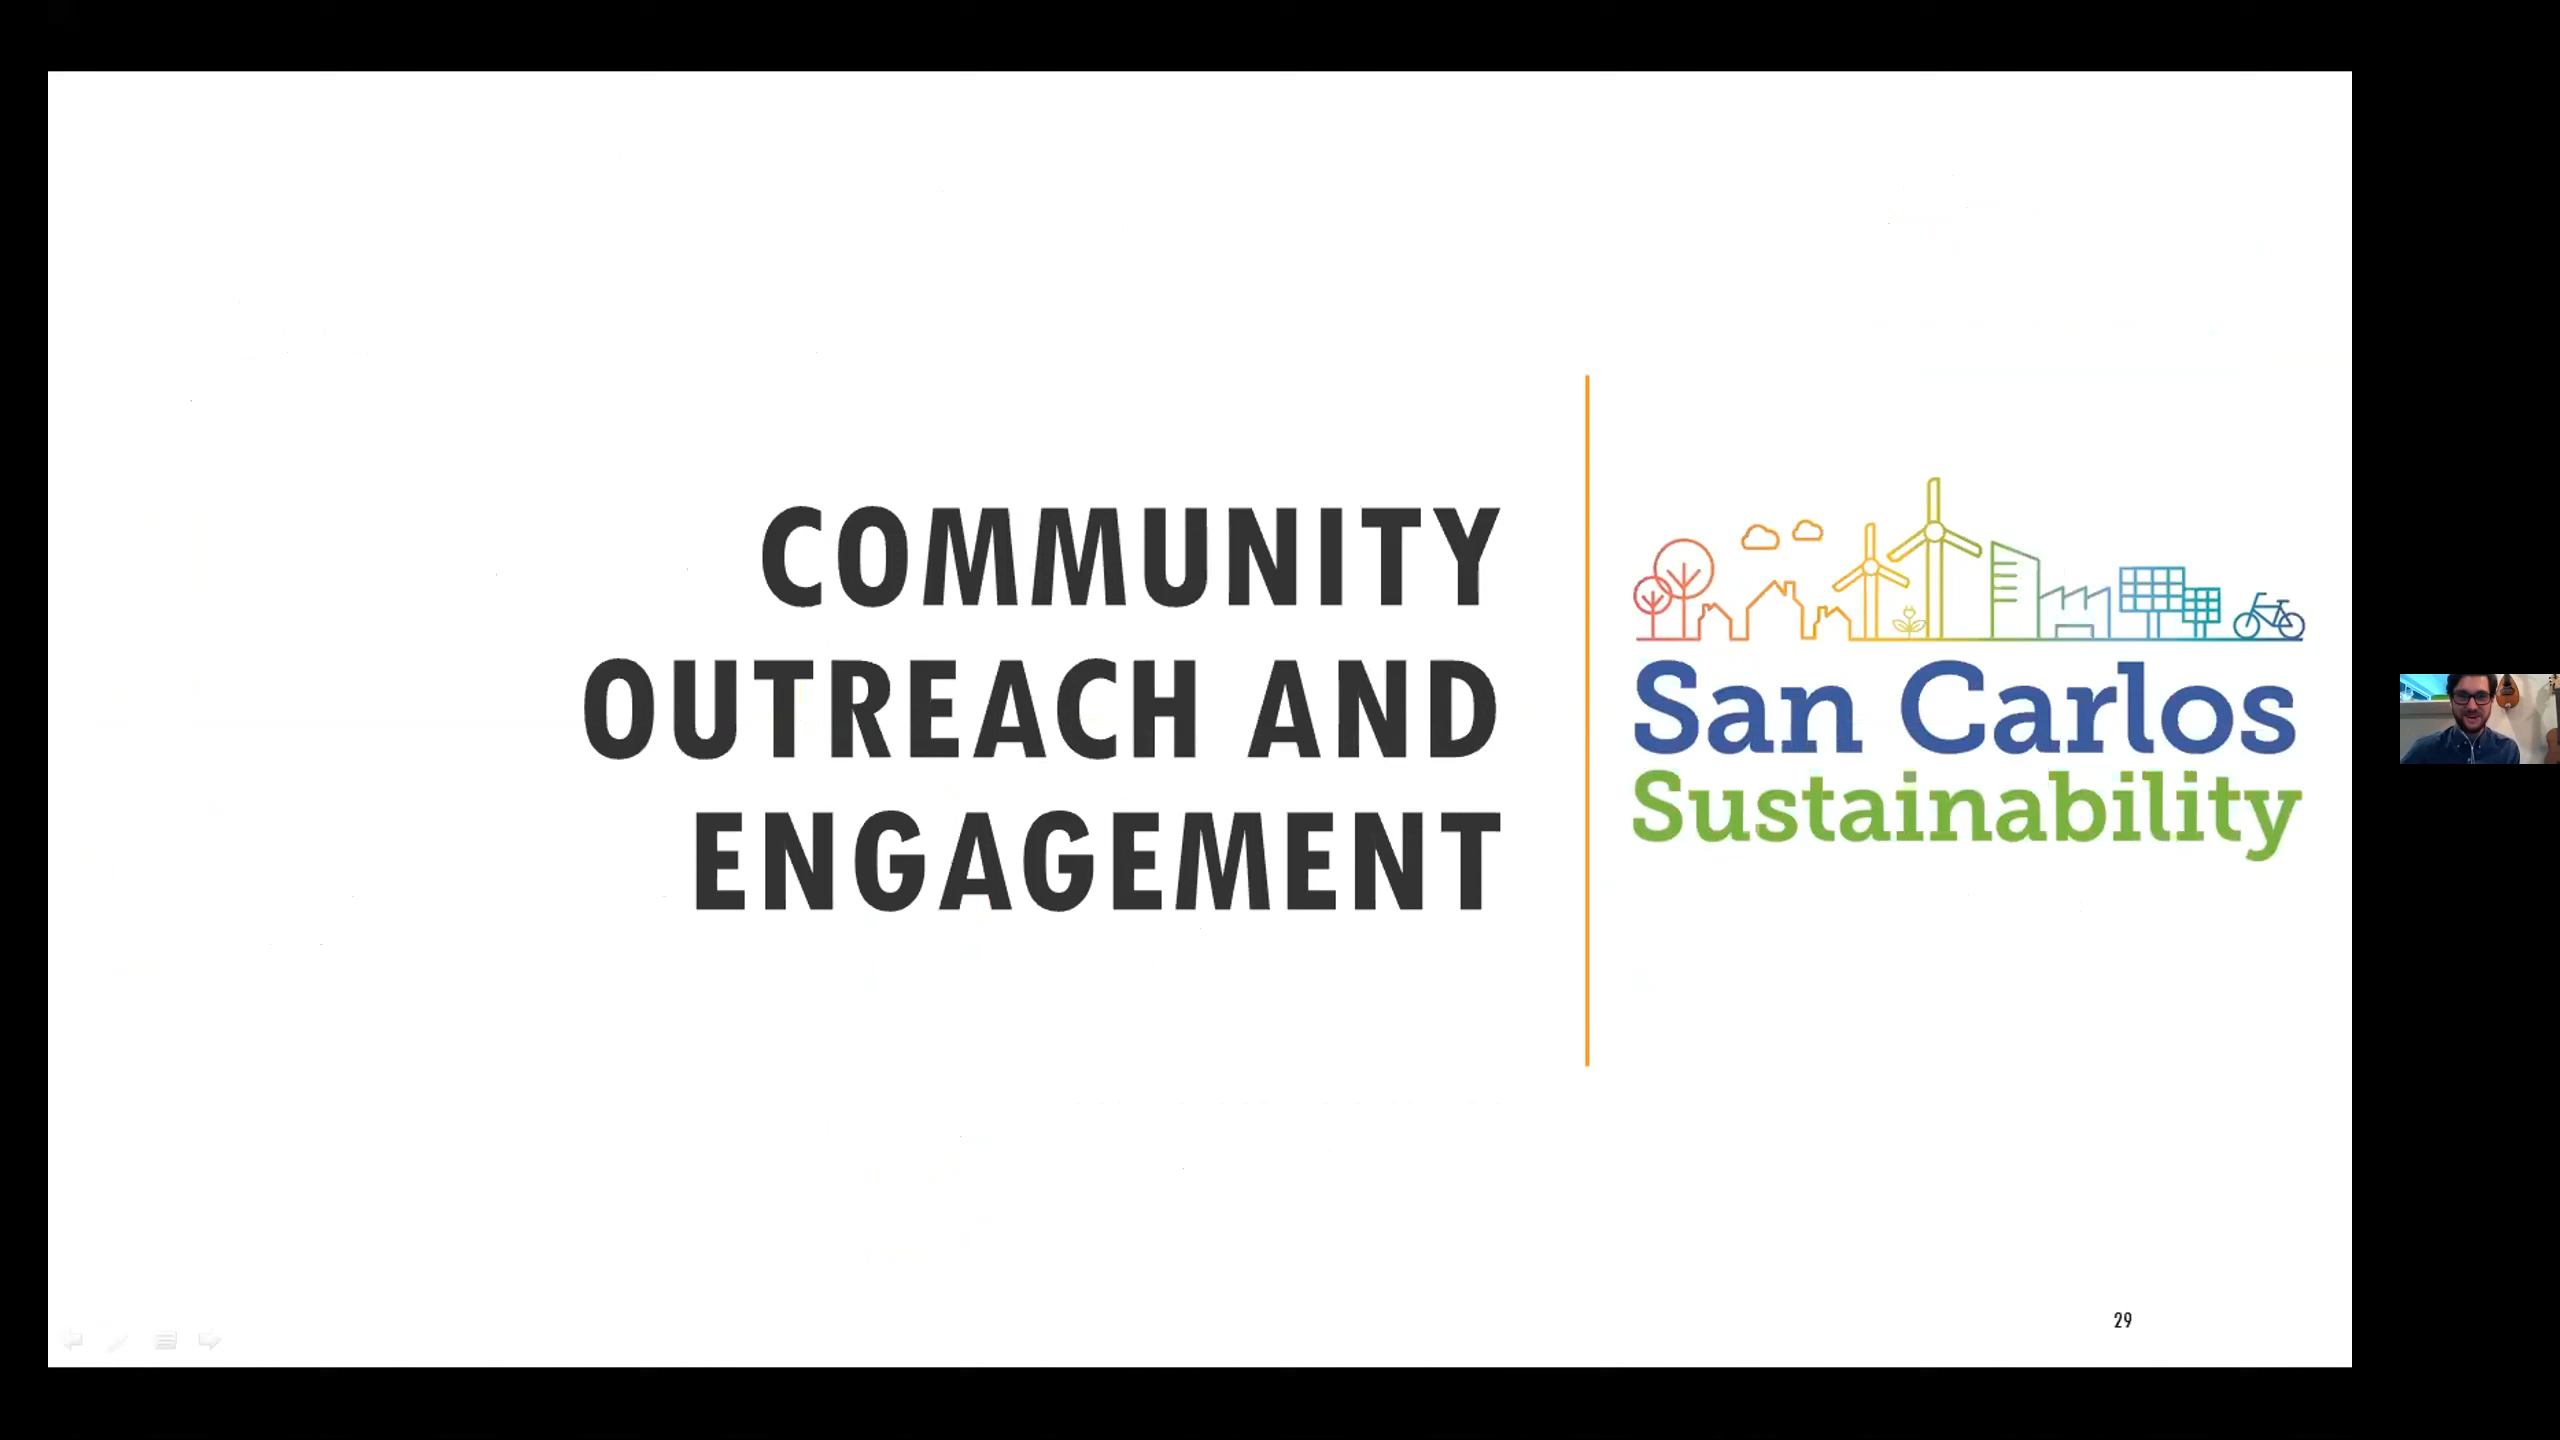 COMMUNITY
OUTREACH AND
ENGAGEMENT
San Carlos
Sustainability
29